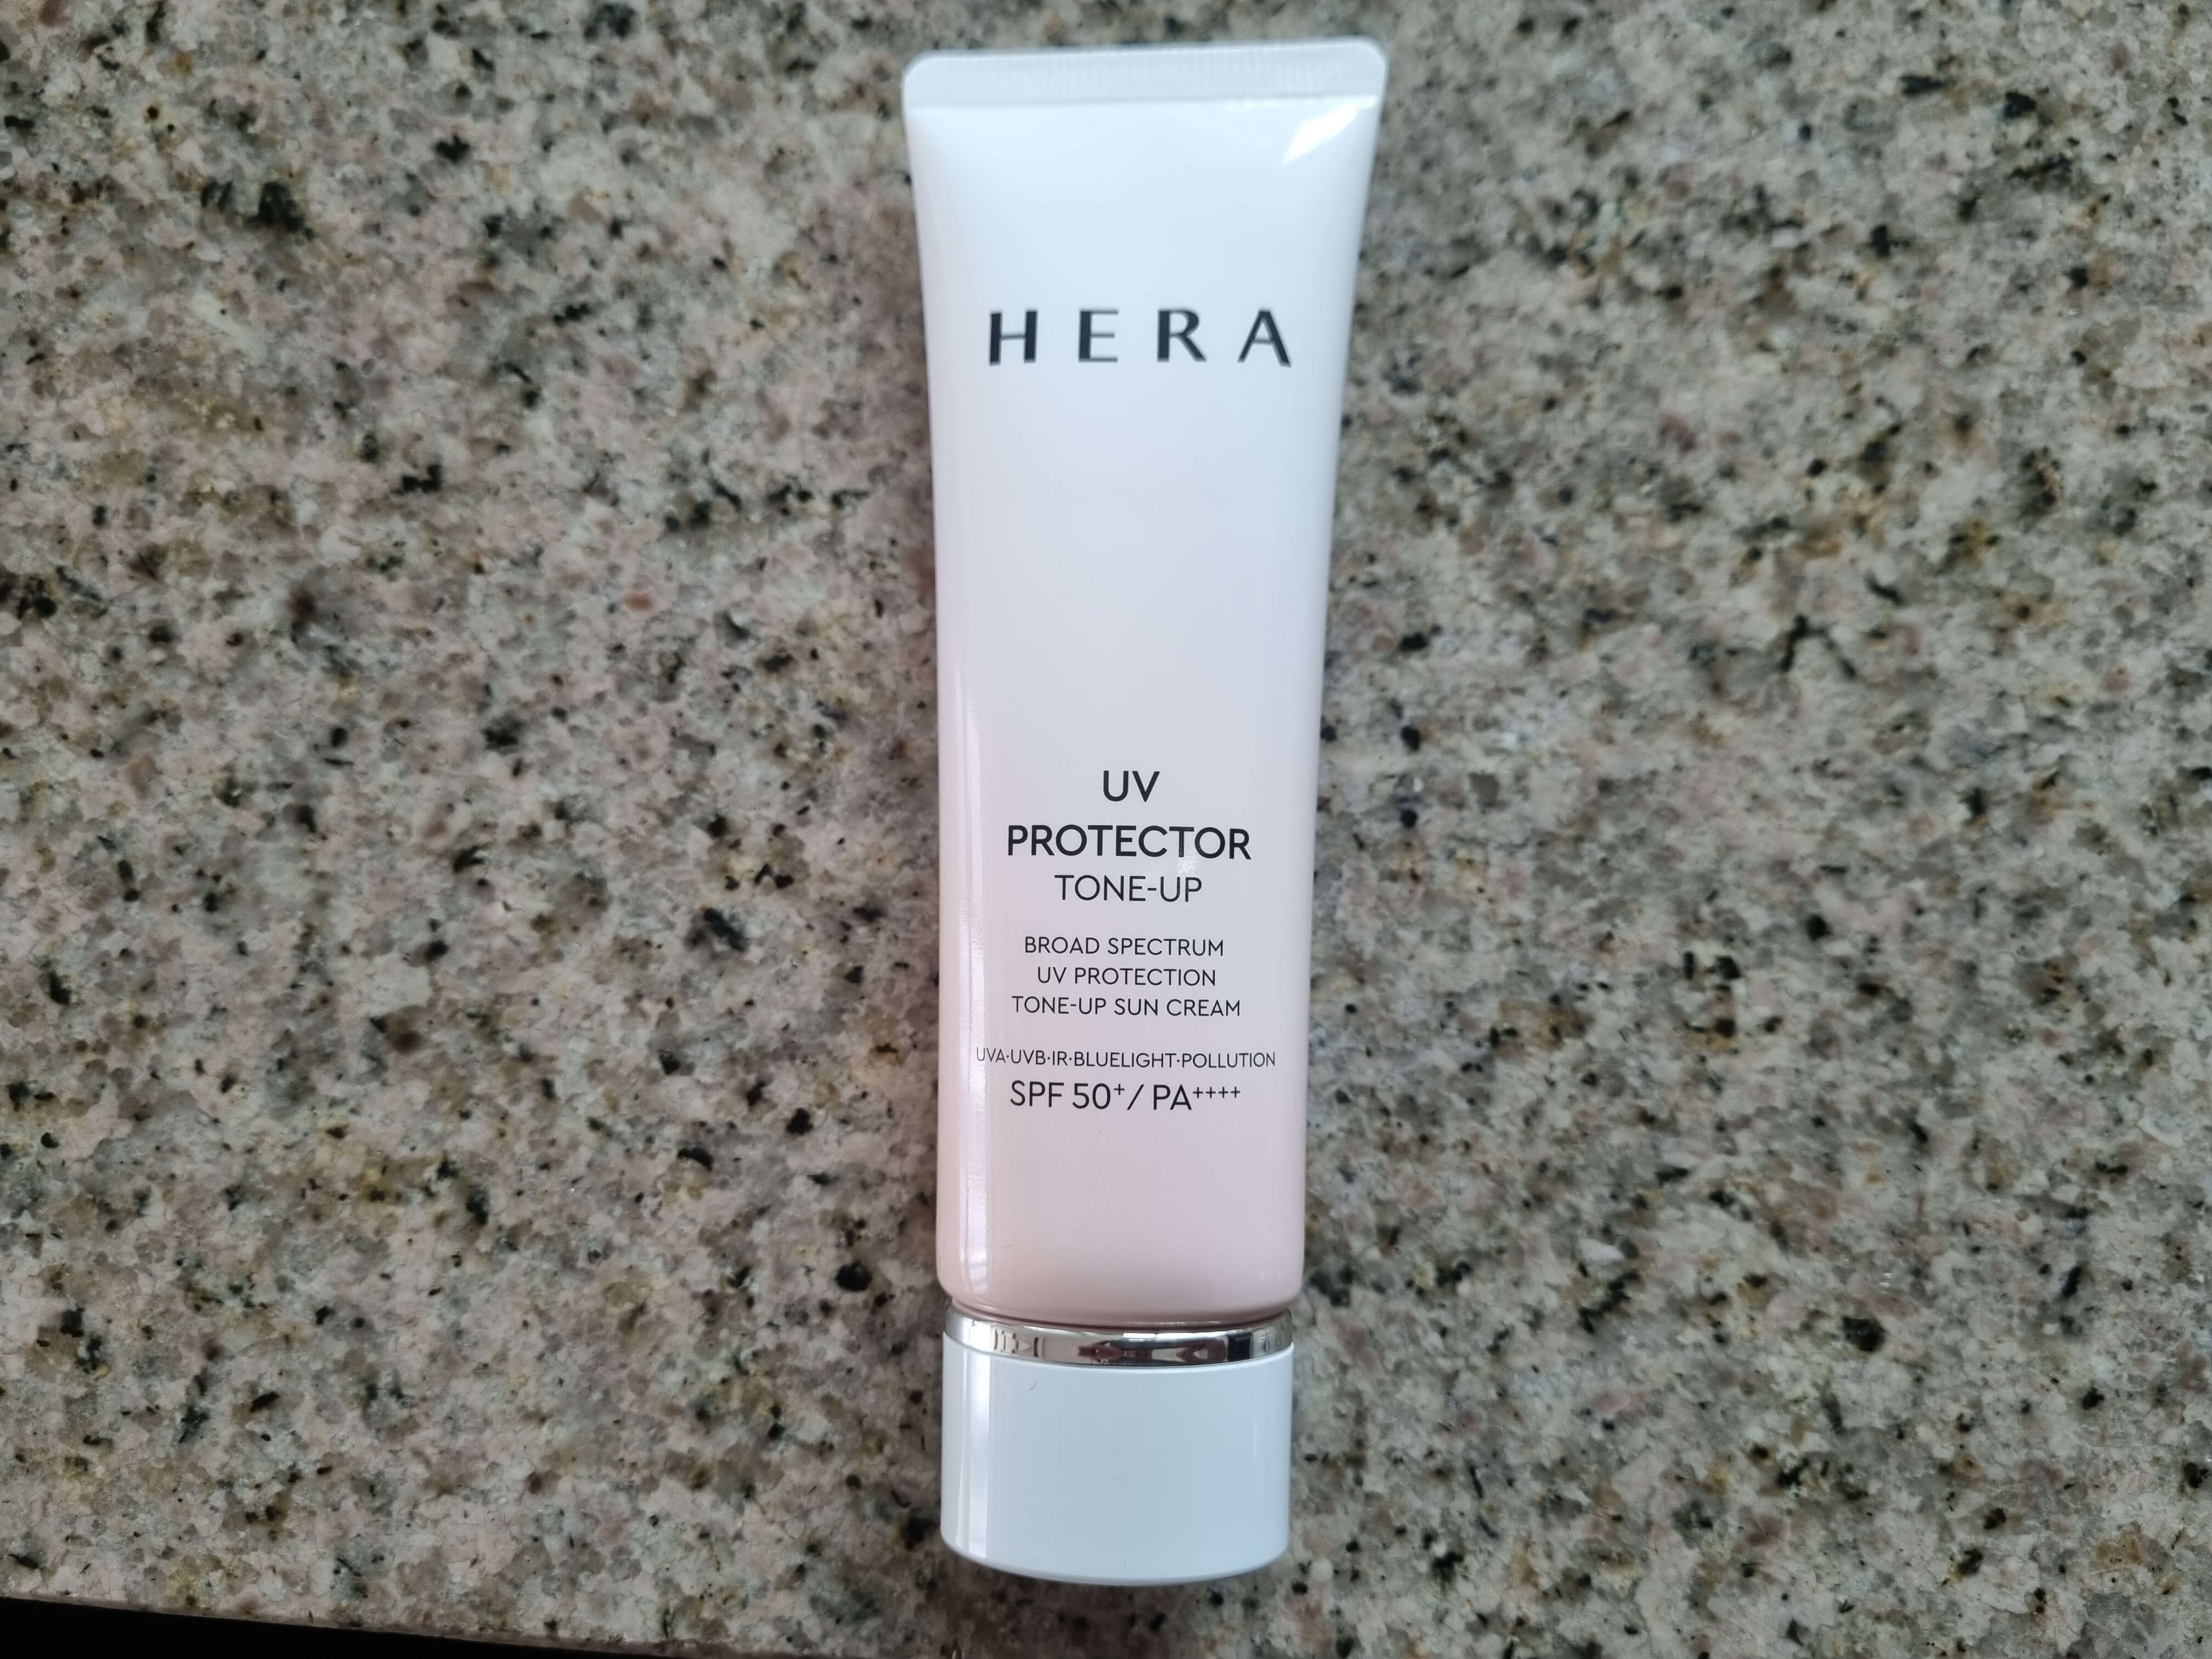 HERA
UV
PROTECTOR
TONE-UP
BROAD SPECTRUM
UV PROTECTION
TONE-UP SUN CREAM
UVA·UVB·IR·BLUELIGHT·POLLUTION
SPF 50⁺/ PA⁺⁺⁺⁺